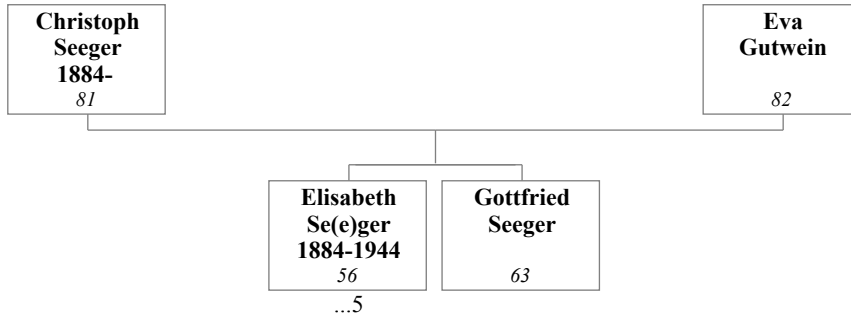 Christoph
Seeger
1884-
81
Eva
Gutwein
82
Elisabeth
Se(e)ger
1884-1944
56
...5
Gottfried
Seeger
63